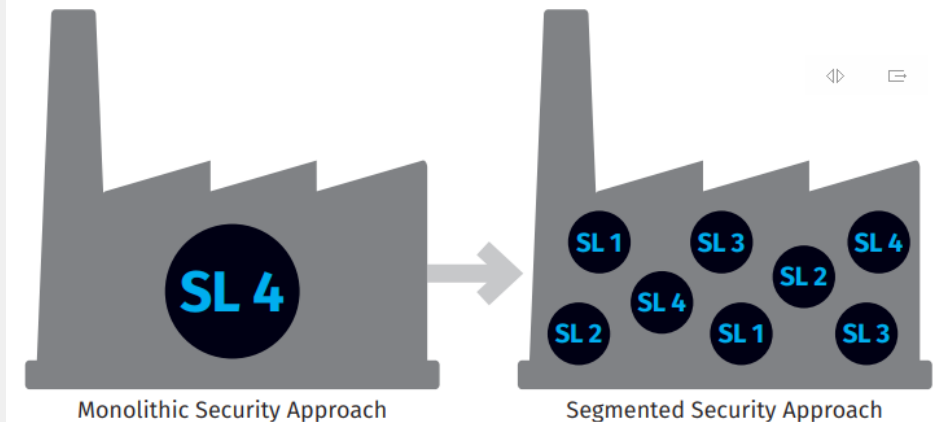 SL 4
SL 1
SL 3
SL 4
SL 2
SL 4
SL 2
SL 1
SL 3
Monolithic Security Approach
Segmented Security Approach